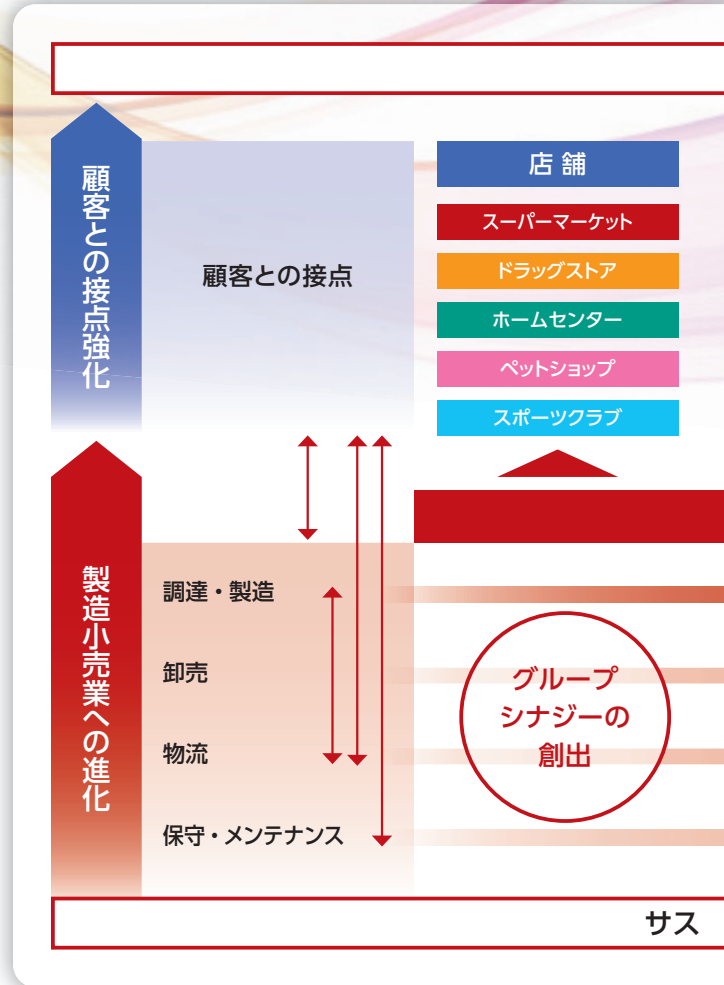 顧客との接点強化
顧客との接点
店舗
スーパーマーケット
ドラッグストア
ホームセンター
ペットショップ
スポーツクラブ
製造小売業への進化
調達・製造
卸売
物流
保守・メンテナンス
グループ
シナジーの
創出
サス